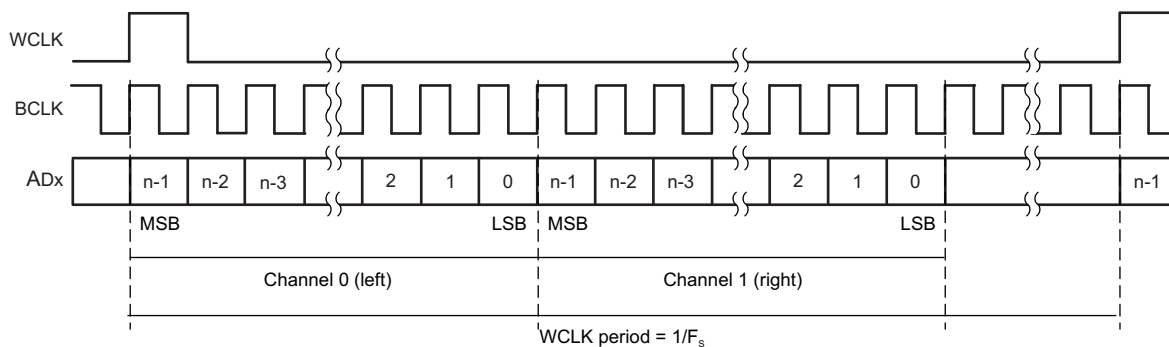 WCLK
BCLK
ADx n-1 n-2 n-3 2 1 0 n-1 n-2 n-3 2 1 0 n-1
MSB LSB MSB LSB
Channel 0 (left) Channel 1 (right)
WCLK period = 1/Fs